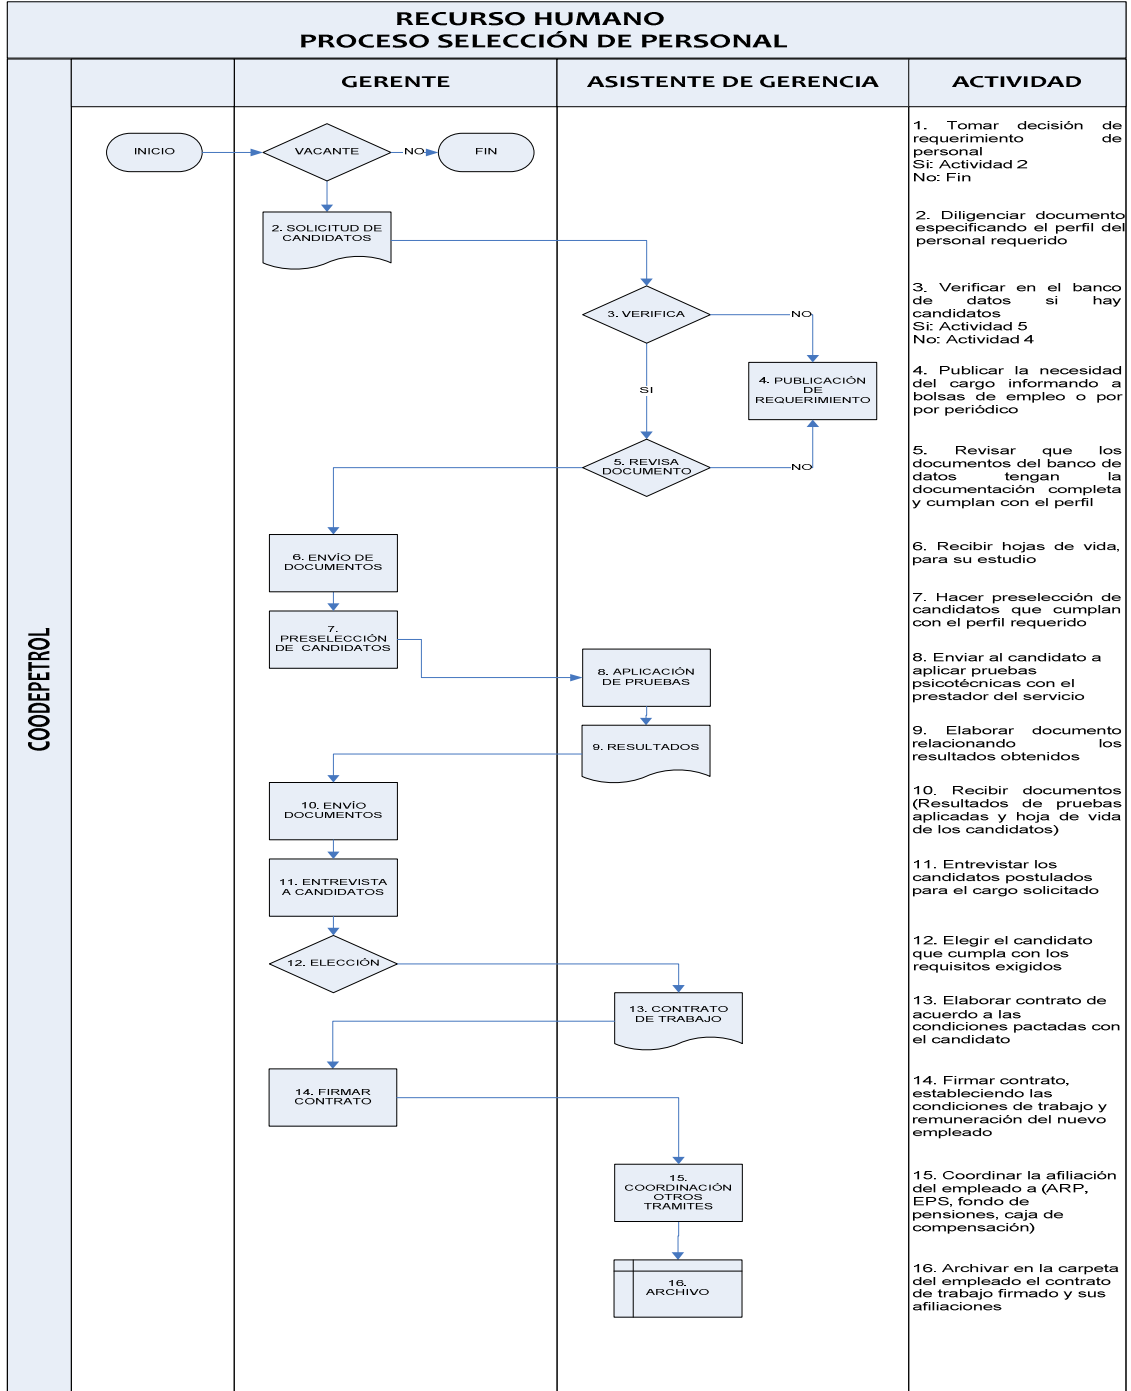 RECURSO HUMANO
PROCESO SELECCIÓN DE PERSONAL
GERENTE
ASISTENTE DE GERENCIA
ACTIVIDAD
COODEPETROL
INICIO
VACANTE
NO
FIN
1. Tomar decisión de
requerimiento de
personal
Si: Actividad 2
No: Fin
2. SOLICITUD DE
CANDIDATOS
2. Diligenciar documento
especificando el perfil del
personal requerido
3. VERIFICA
NO
SI
3. Verificar en el banco
de datos si hay
candidatos
Si: Actividad 5
No: Actividad 4
4. PUBLICACIÓN
DE
REQUERIMIENTO
4. Publicar la necesidad
del cargo informando a
bolsas de empleo o por
por periódico
5. REVISA
DOCUMENTO
NO
5. Revisar que los
documentos del banco de
datos tengan la
documentación completa
y cumplan con el perfil
6. ENVÍO DE
DOCUMENTOS
6. Recibir hojas de vida,
para su estudio
7.
PRESELECCIÓN
DE CANDIDATOS
7. Hacer preselección de
candidatos que cumplan
con el perfil requerido
8. APLICACIÓN
DE PRUEBAS
8. Enviar al candidato a
aplicar pruebas
psicotécnicas con el
prestador del servicio
9. RESULTADOS
9. Elaborar documento
relacionando los
resultados obtenidos
10. ENVÍO
DOCUMENTOS
10. Recibir documentos
(Resultados de pruebas
aplicadas y hoja de vida
de los candidatos)
11. ENTREVISTA
A CANDIDATOS
11. Entrevistar los
candidatos postulados
para el cargo solicitado
12. ELECCIÓN
12. Elegir el candidato
que cumpla con los
requisitos exigidos
13. CONTRATO
DE TRABAJO
13. Elaborar contrato de
acuerdo a las
condiciones pactadas con
el candidato
14. FIRMAR
CONTRATO
14. Firmar contrato,
estableciendo las
condiciones de trabajo y
remuneración del nuevo
empleado
15.
COORDINACIÓN
OTROS
TRAMITES
15. Coordinar la afiliación
del empleado a (ARP,
EPS, fondo de
pensiones, caja de
compensación)
16.
ARCHIVO
16. Archivar en la carpeta
del empleado el contrato
de trabajo firmado y sus
afiliaciones